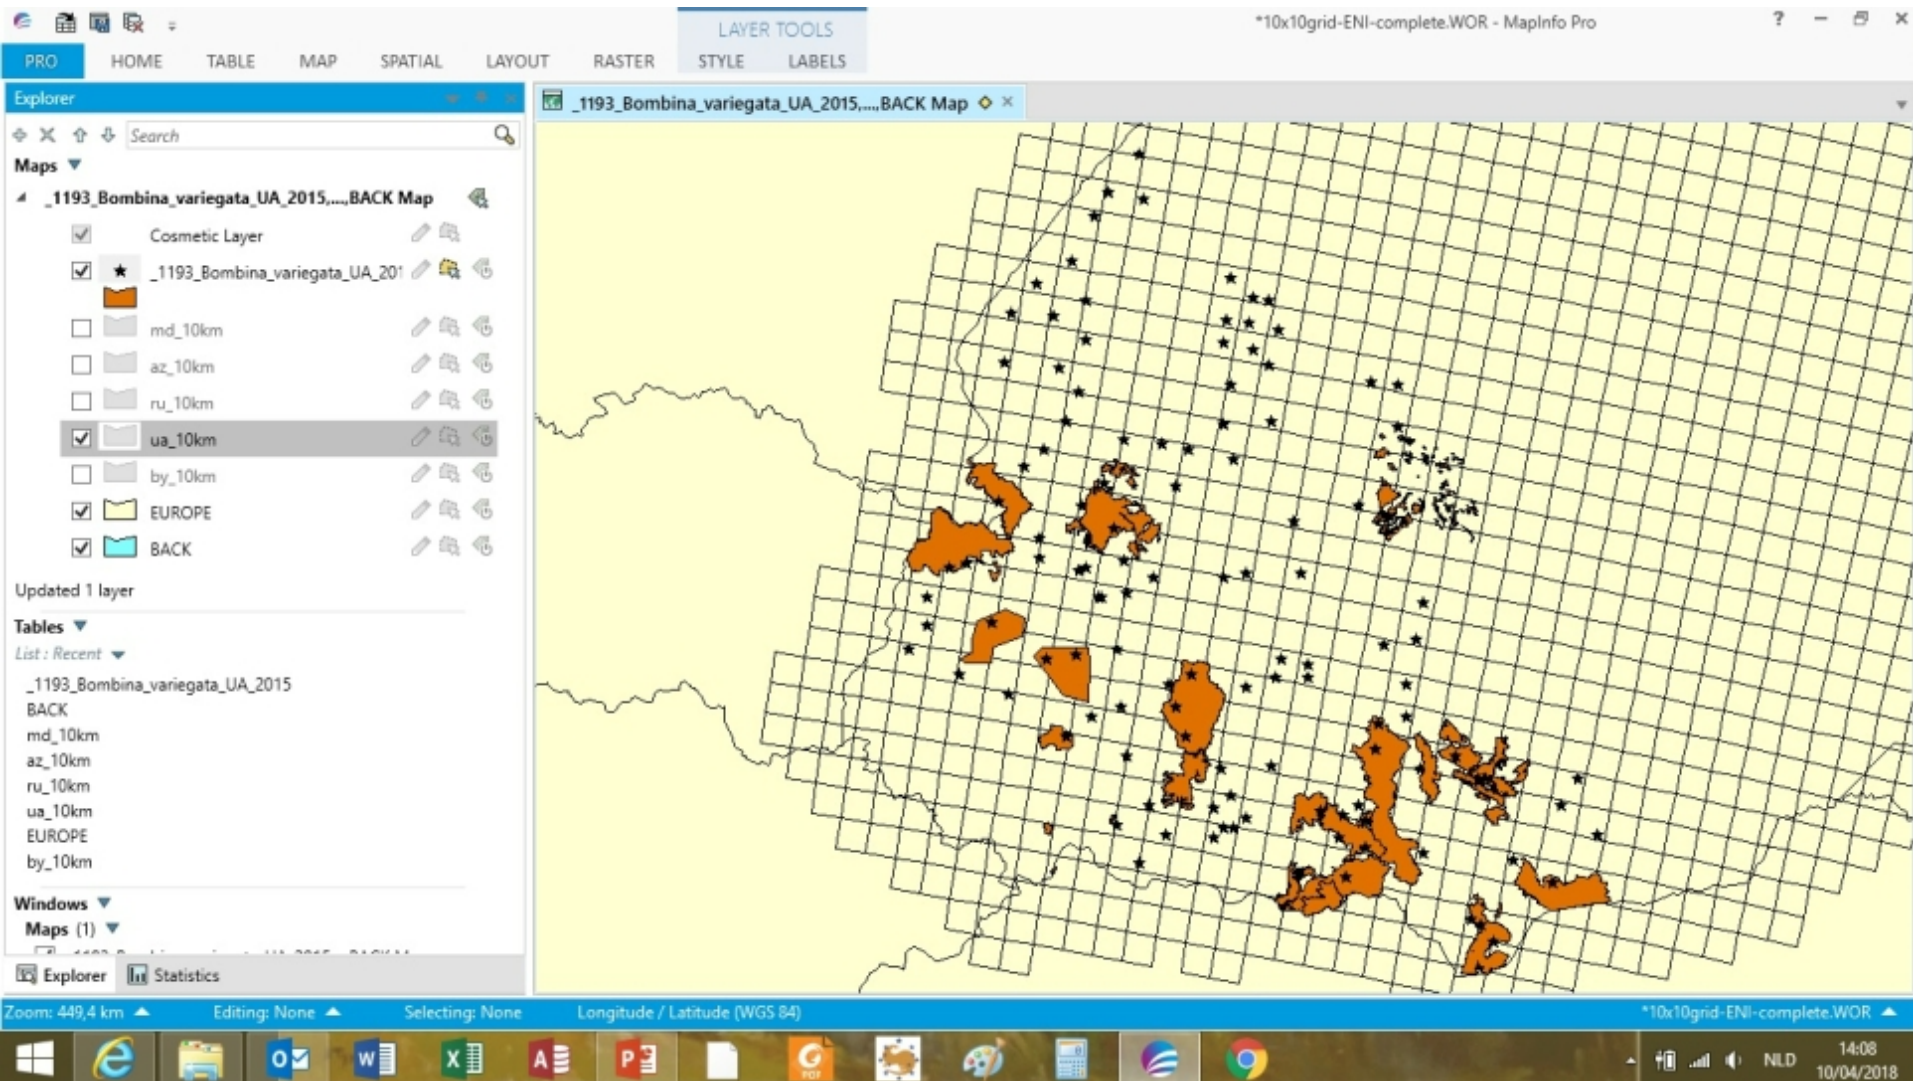 LAYER TOOLS
*10x10grid-ENI-complete.WOR - MapInfo Pro
?
PRO HOME TABLE MAP SPATIAL LAYOUT RASTER STYLE LABELS
Explorer
_1193_Bombina_variegata_UA_2015,...,BACK Map
Search
Maps
_1193_Bombina_variegata_UA_2015,...,BACK Map
Cosmetic Layer
_1193_Bombina_variegata_UA_201
md_10km
az_10km
ru_10km
ua_10km
by_10km
EUROPE
BACK
Updated 1 layer
Tables
List : Recent
_1193_Bombina_variegata_UA_2015
BACK
md_10km
az_10km
ru_10km
ua_10km
EUROPE
by_10km
Windows
Maps (1)
Explorer Statistics
Zoom: 449,4 km Editing: None Selecting: None Longitude / Latitude (WGS 84) *10x10grid-ENI-complete.WOR
NLD
14:08
10/04/2018